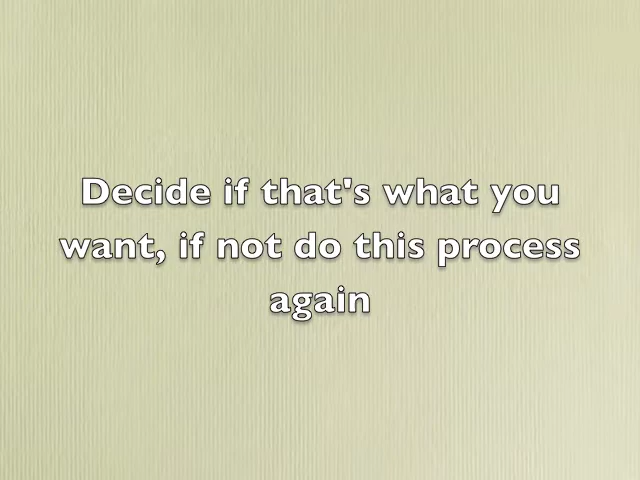 Decide if that's what you
want, if not do this process
again